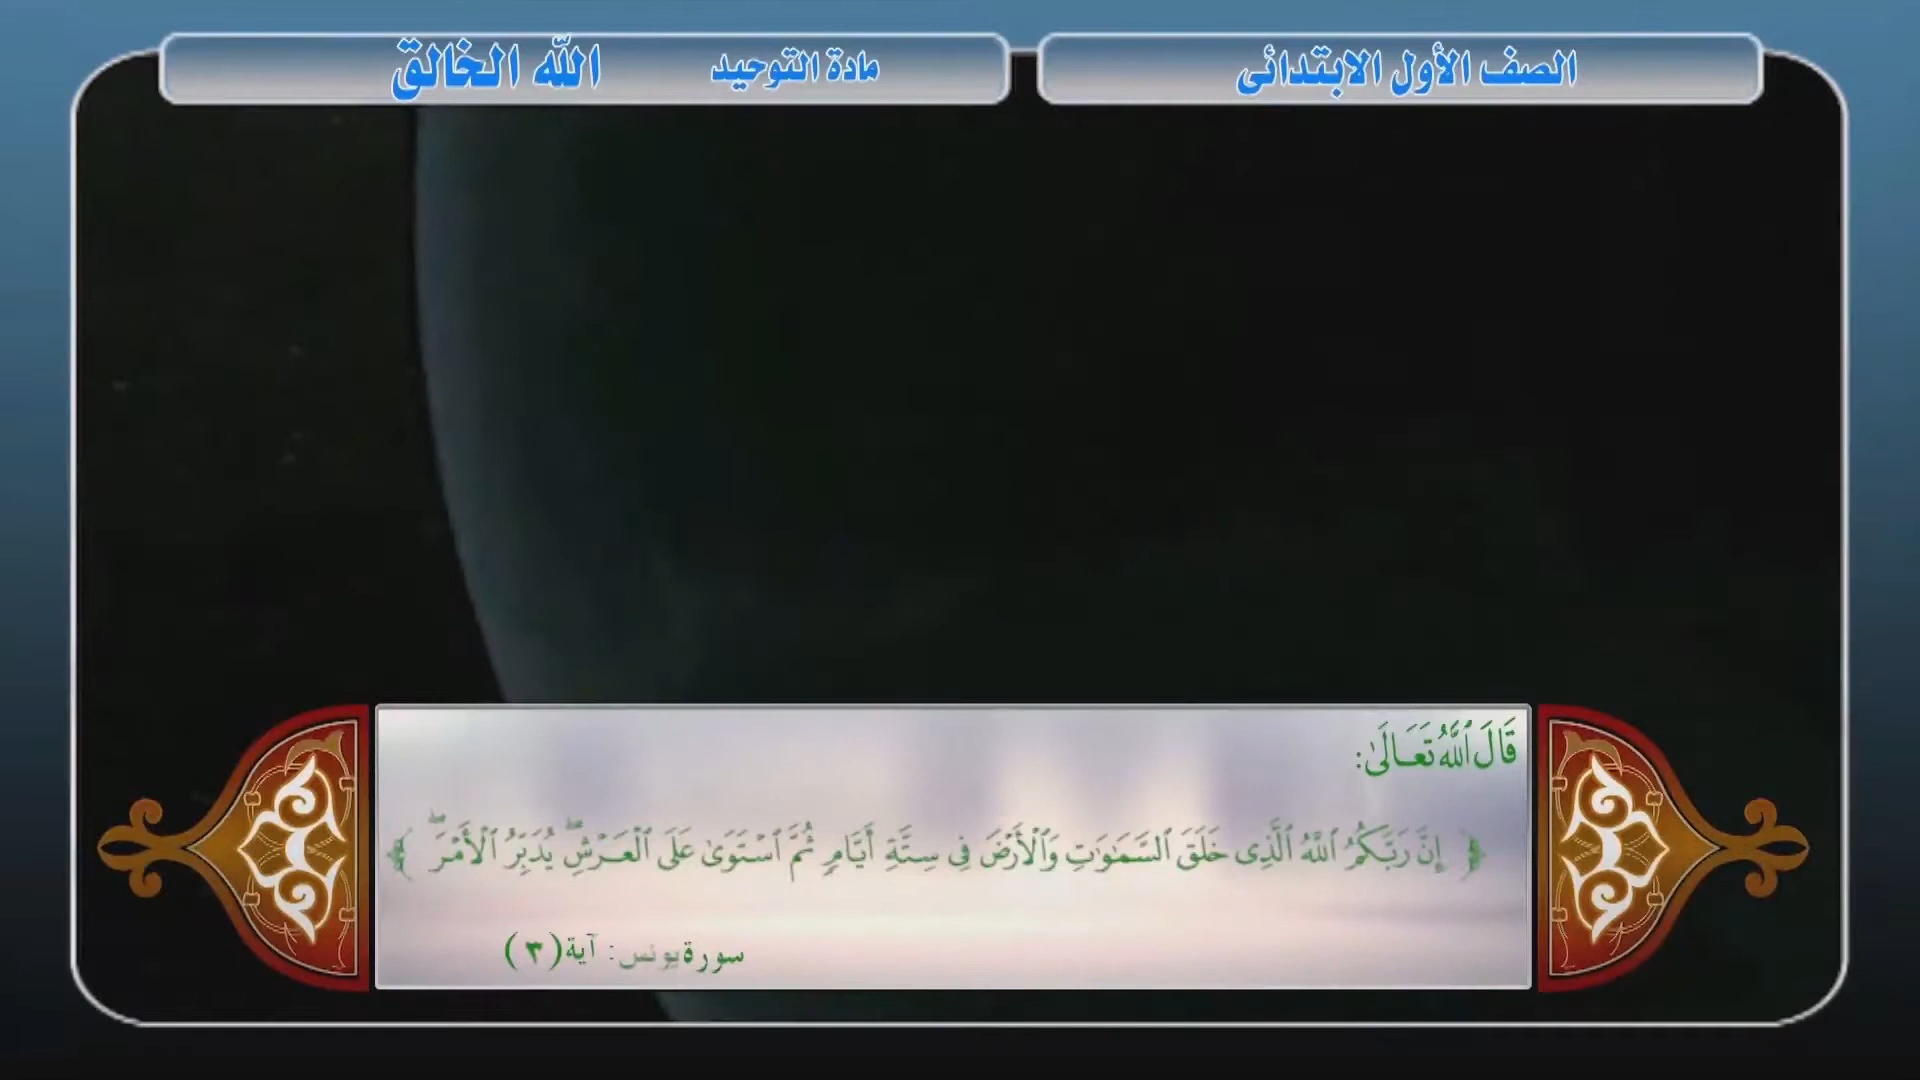 الصف الأول الابتدائى
مادة التوحيد
الله الخالق
قَالَ ٱللَّهُ تَعَالَىٰ:
﴿ إِنَّ رَبَّكُمُ ٱللَّهُ ٱلَّذِى خَلَقَ ٱلسَّمَـٰوَٰتِ وَٱلْأَرْضَ فِى سِتَّةِ أَيَّامٍ ثُمَّ ٱسْتَوَىٰ عَلَى ٱلْعَرْشِ ۖ يُدَبِّرُ ٱلْأَمْرَ ۖ ﴾
سورة يونس: آية (٣)